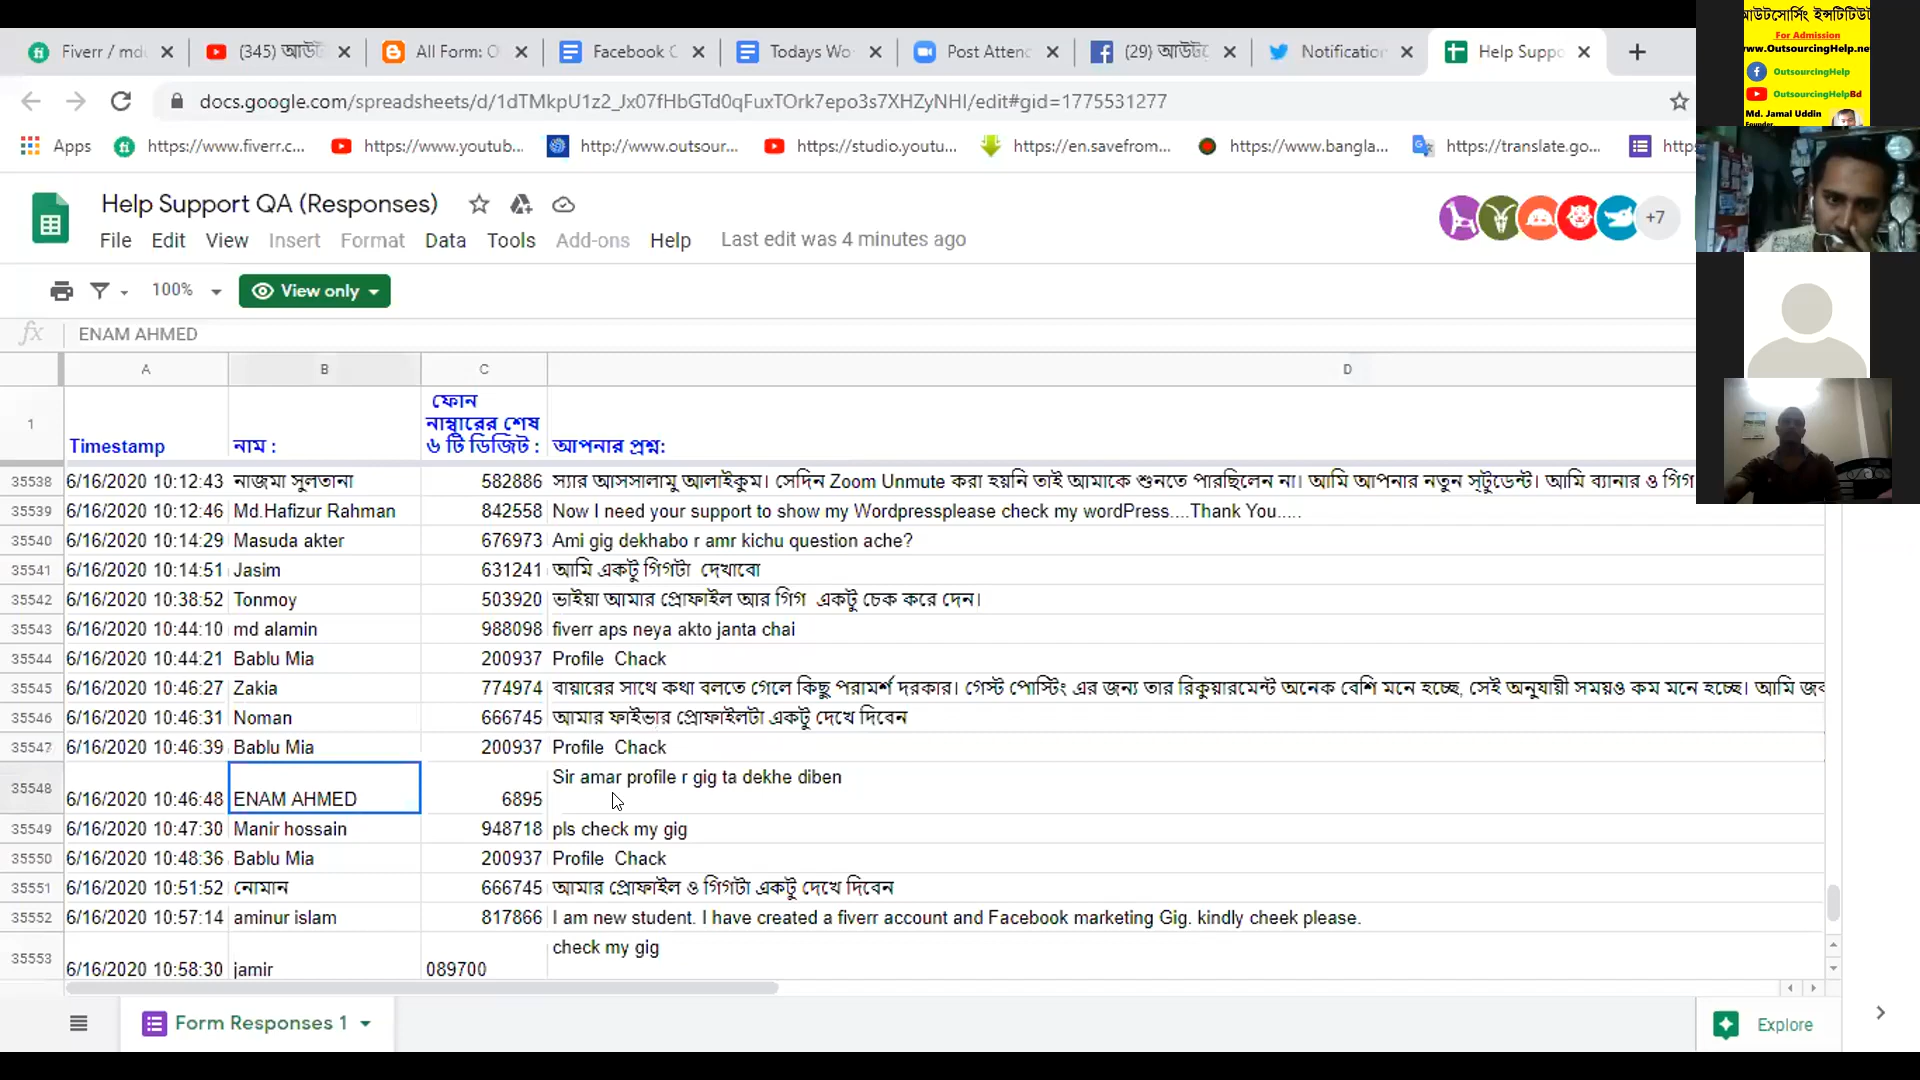 Fiverr / mdu
(345) আউট
All Form: O
Facebook C
Todays Wo
Post Attenc
(29) আউট
Notification
Help Suppo
docs.google.com/spreadsheets/d/1dTMkpU1z2_Jx07fHbGTd0qFuxTOrk7epo3s7XHZyNHI/edit#gid=1775531277
Apps
https://www.fiverr.c...
https://www.youtub...
http://www.outsour...
https://studio.youtu...
https://en.savefrom...
https://www.bangla...
https://translate.go...
http
Help Support QA (Responses)
File Edit View Insert Format Data Tools Add-ons Help Last edit was 4 minutes ago
+7
100% View only
fx ENAM AHMED
A B C D
1 Timestamp নাম : ফোন নাম্বারের শেষ ৬ টি ডিজিট : আপনার প্রশ্ন:
35538 6/16/2020 10:12:43 নাজমা সুলতানা 582886 স্যার আসসালামু আলাইকুম। সেদিন Zoom Unmute করা হয়নি তাই আমাকে শুনতে পারছিলেন না। আমি আপনার নতুন স্টুডেন্ট। আমি ব্যানার ও গিগ
35539 6/16/2020 10:12:46 Md.Hafizur Rahman 842558 Now I need your support to show my Wordpressplease check my wordPress....Thank You.....
35540 6/16/2020 10:14:29 Masuda akter 676973 Ami gig dekhabo r amr kichu question ache?
35541 6/16/2020 10:14:51 Jasim 631241 আমি একটু গিগটা দেখাবো
35542 6/16/2020 10:38:52 Tonmoy 503920 ভাইয়া আমার প্রোফাইল আর গিগ একটু চেক করে দেন।
35543 6/16/2020 10:44:10 md alamin 988098 fiverr aps neya akto janta chai
35544 6/16/2020 10:44:21 Bablu Mia 200937 Profile Chack
35545 6/16/2020 10:46:27 Zakia 774974 বায়ারের সাথে কথা বলতে গেলে কিছু পরামর্শ দরকার। গেস্ট পোস্টিং এর জন্য তার রিকুয়ারমেন্ট অনেক বেশি মনে হচ্ছে, সেই অনুযায়ী সময়ও কম মনে হচ্ছে। আমি জব
35546 6/16/2020 10:46:31 Noman 666745 আমার ফাইভার প্রোফাইলটা একটু দেখে দিবেন
35547 6/16/2020 10:46:39 Bablu Mia 200937 Profile Chack
35548 6/16/2020 10:46:48 ENAM AHMED 6895 Sir amar profile r gig ta dekhe diben
35549 6/16/2020 10:47:30 Manir hossain 948718 pls check my gig
35550 6/16/2020 10:48:36 Bablu Mia 200937 Profile Chack
35551 6/16/2020 10:51:52 নোমান 666745 আমার প্রোফাইল ও গিগটা একটু দেখে দিবেন
35552 6/16/2020 10:57:14 aminur islam 817866 I am new student. I have created a fiverr account and Facebook marketing Gig. kindly cheek please.
35553 6/16/2020 10:58:30 jamir 089700 check my gig
Form Responses 1
Explore
আউটসোর্সিং ইন্সটিটিউট
For Admission
www.OutsourcingHelp.ne
OutsourcingHelp
OutsourcingHelpBd
Md. Jamal Uddin
Founder